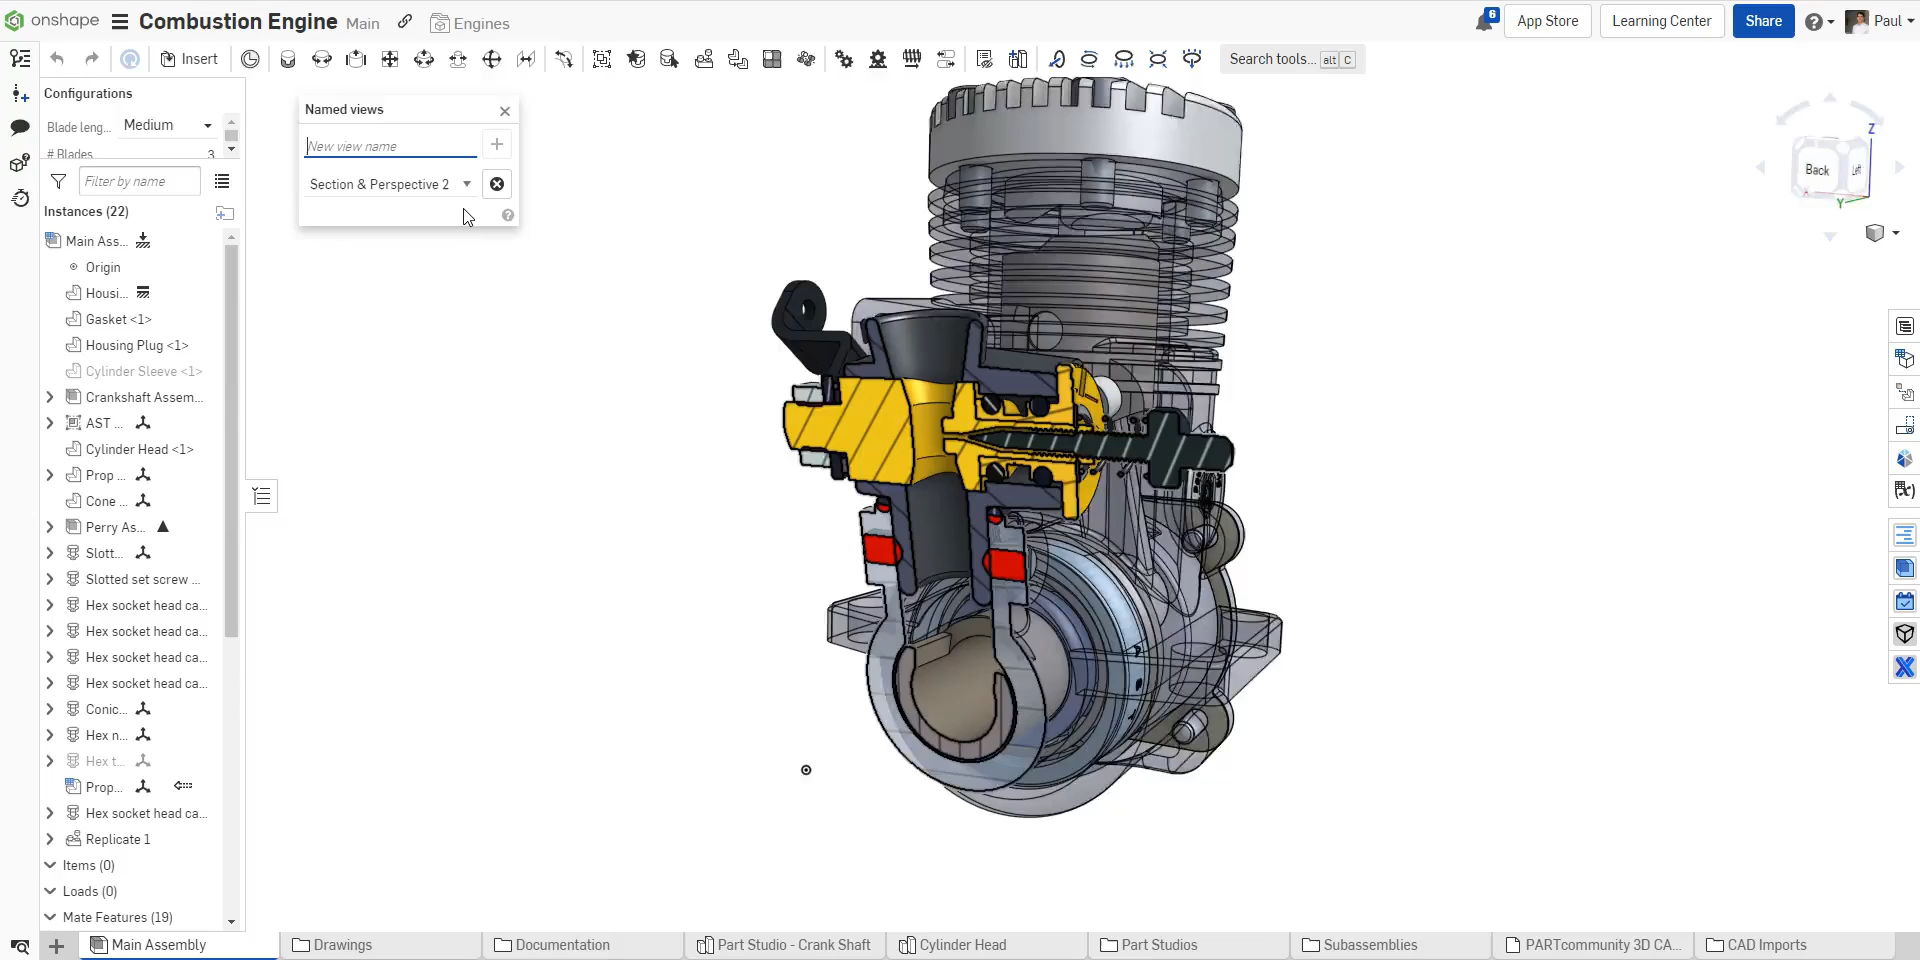 onshape Combustion Engine Main Engines 6 App Store Learning Center Share Paul
Insert Search tools... alt C
Configurations
Blade leng... Medium
# Blades 3
Filter by name
Instances (22)
Main Ass...
Origin
Housi...
Gasket <1>
Housing Plug <1>
Cylinder Sleeve <1>
Crankshaft Assem...
AST ...
Cylinder Head <1>
Prop ...
Cone ...
Perry As...
Slott...
Slotted set screw ...
Hex socket head ca...
Hex socket head ca...
Hex socket head ca...
Hex socket head ca...
Conic...
Hex n...
Hex t...
Prop...
Hex socket head ca...
Replicate 1
Items (0)
Loads (0)
Mate Features (19)
Named views
New view name
Section & Perspective 2
Z
Back Left
Y
Main Assembly Drawings Documentation Part Studio - Crank Shaft Cylinder Head Part Studios Subassemblies PARTcommunity 3D CA... CAD Imports